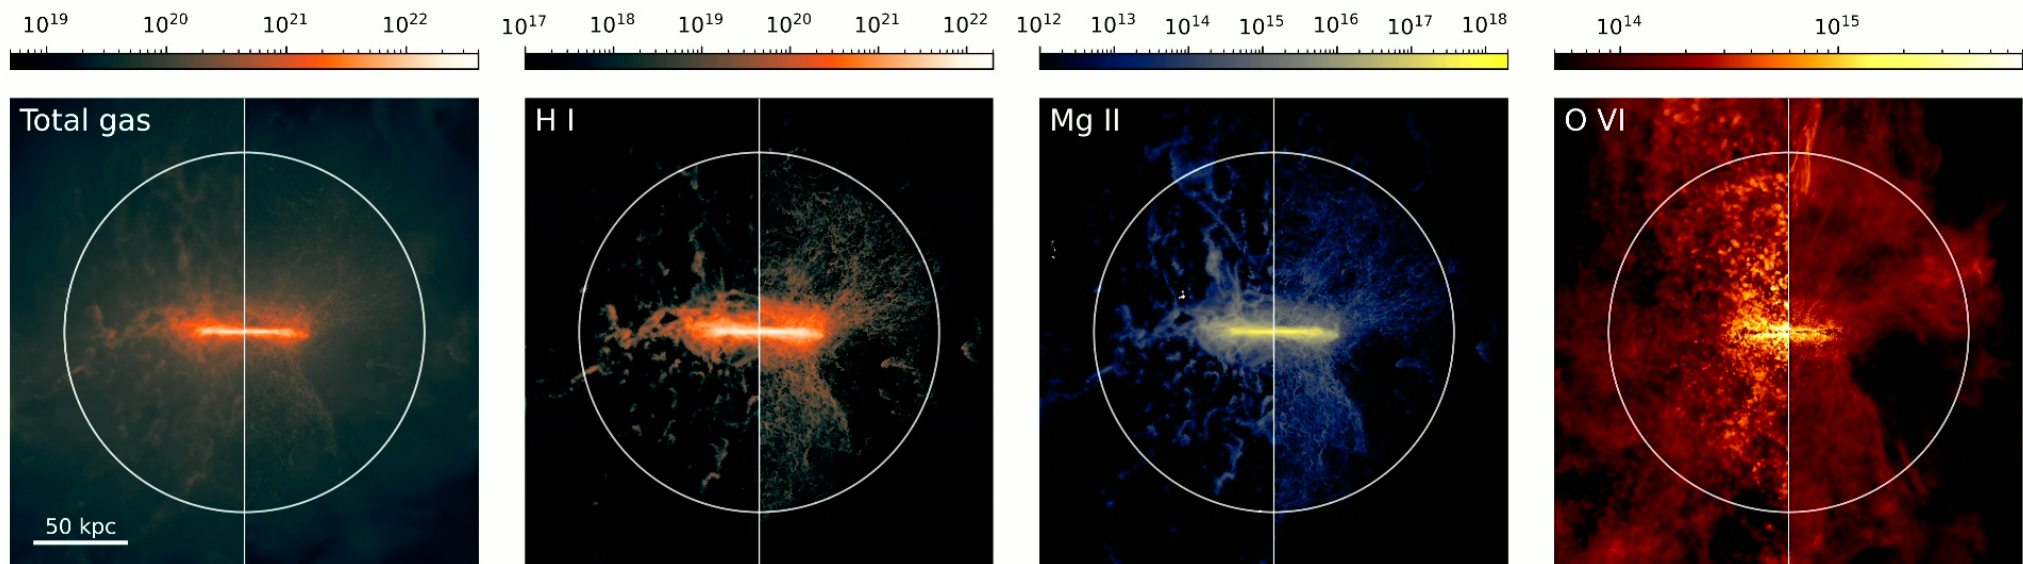 10¹⁹ 10²⁰ 10²¹ 10²²
10¹⁷ 10¹⁸ 10¹⁹ 10²⁰ 10²¹ 10²²
10¹² 10¹³ 10¹⁴ 10¹⁵ 10¹⁶ 10¹⁷ 10¹⁸
10¹⁴ 10¹⁵
Total gas
H I
Mg II
O VI
50 kpc